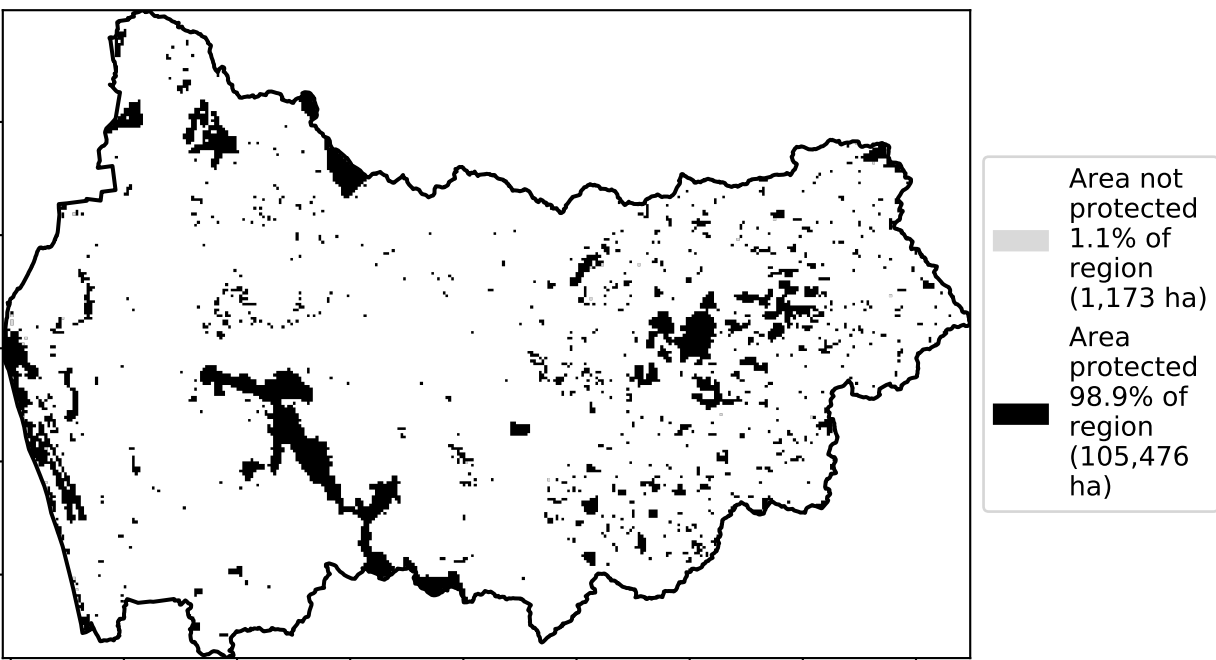 Area not
protected
1.1% of
region
(1,173 ha)
Area
protected
98.9% of
region
(105,476
ha)